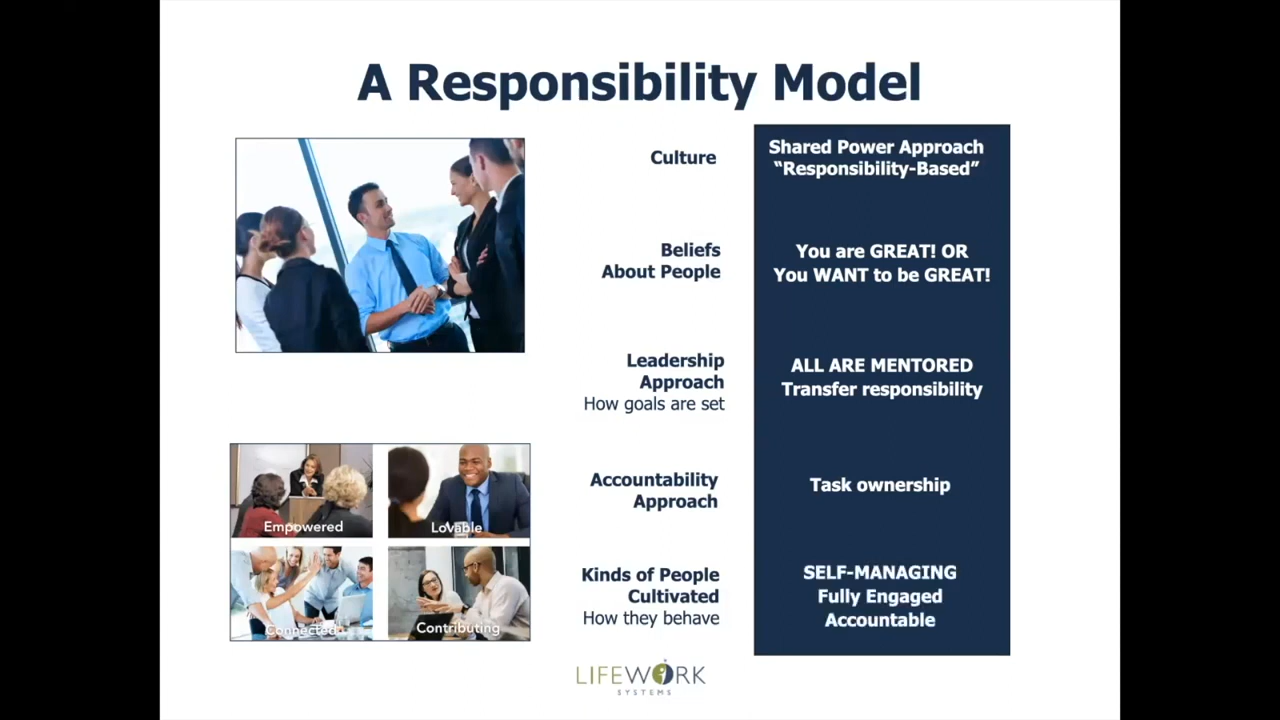 A Responsibility Model
Culture
Shared Power Approach
“Responsibility-Based”
Beliefs
About People
You are GREAT! OR
You WANT to be GREAT!
Leadership
Approach
How goals are set
ALL ARE MENTORED
Transfer responsibility
Accountability
Approach
Task ownership
Kinds of People
Cultivated
How they behave
SELF-MANAGING
Fully Engaged
Accountable
Empowered
Lovable
Connected
Contributing
LIFEWORK
SYSTEMS